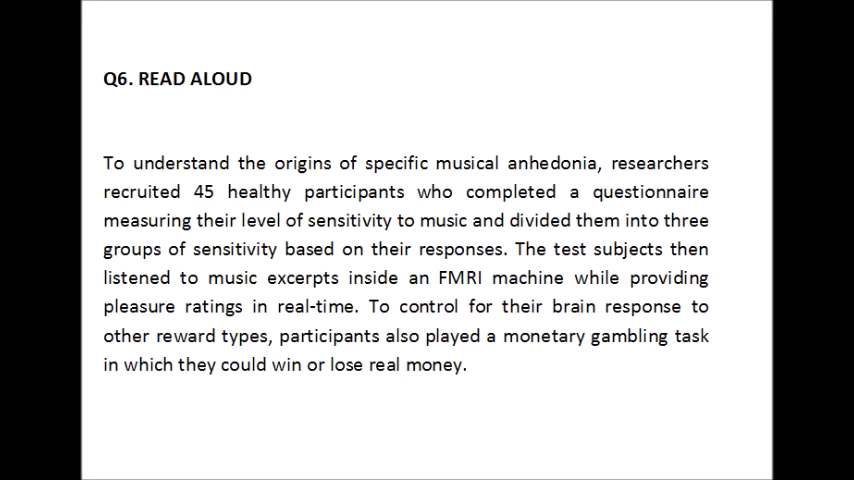 Q6. READ ALOUD
To understand the origins of specific musical anhedonia, researchers
recruited 45 healthy participants who completed a questionnaire
measuring their level of sensitivity to music and divided them into three
groups of sensitivity based on their responses. The test subjects then
listened to music excerpts inside an FMRI machine while providing
pleasure ratings in real-time. To control for their brain response to
other reward types, participants also played a monetary gambling task
in which they could win or lose real money.